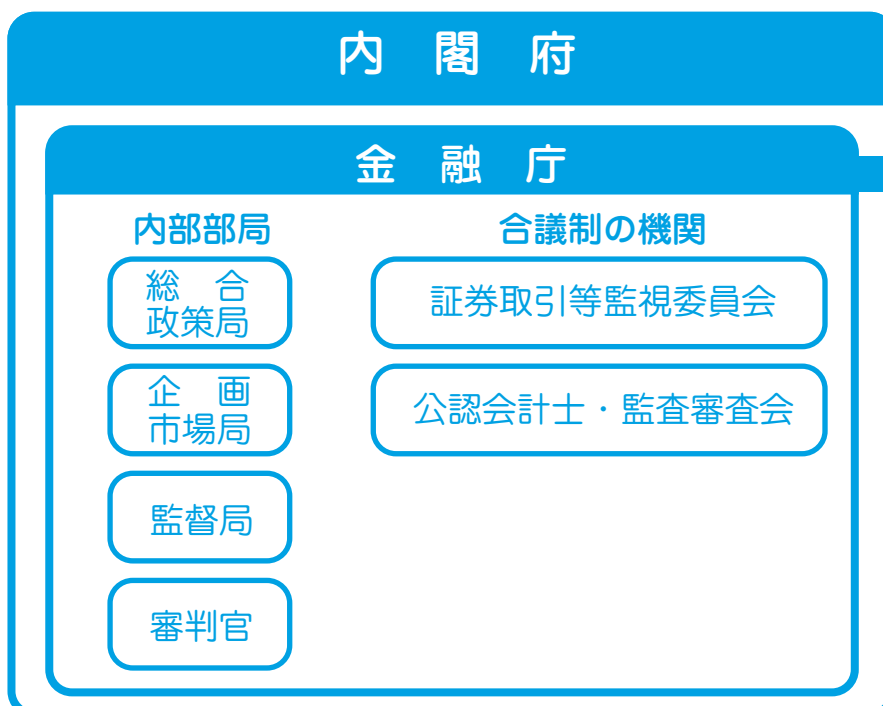 内 閣 府
金 融 庁
内部部局
総 合
政策局
企 画
市場局
監督局
審判官
合議制の機関
証券取引等監視委員会
公認会計士・監査審査会